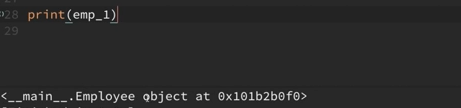 28 print(emp_1)
29
<__main__.Employee object at 0x101b2b0f0>